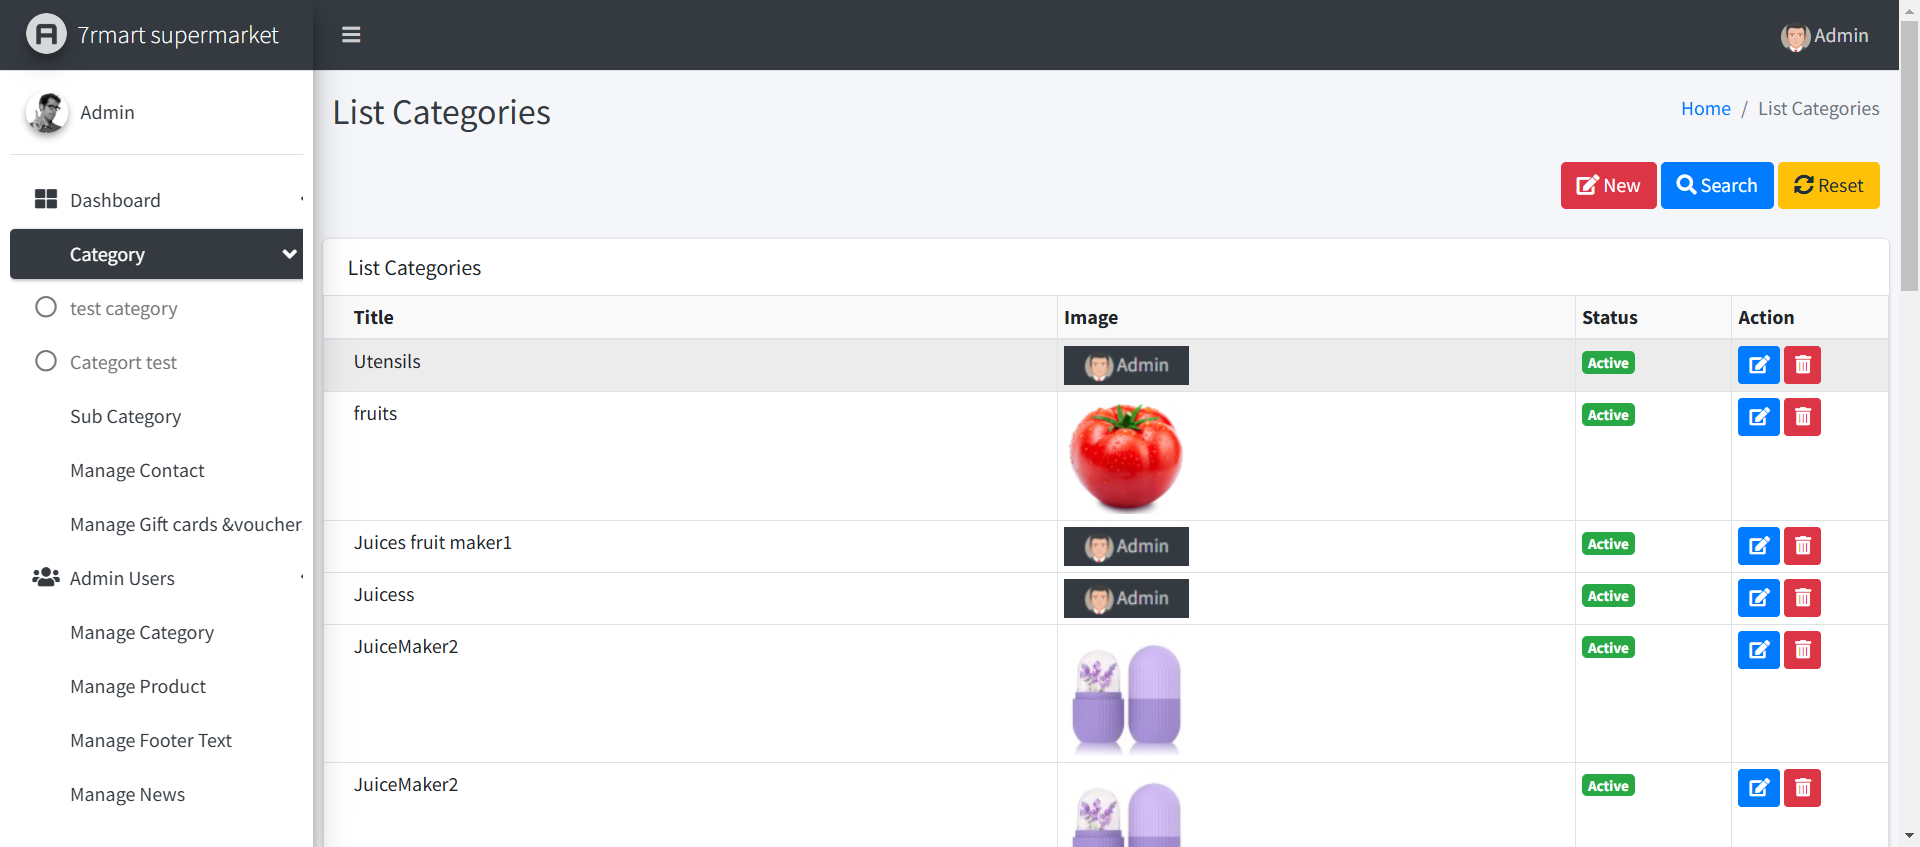 7rmart supermarket
Admin
Admin
List Categories
Home / List Categories
New
Search
Reset
Dashboard
Category
test category
Categort test
Sub Category
Manage Contact
Manage Gift cards &voucher
Admin Users
Manage Category
Manage Product
Manage Footer Text
Manage News
List Categories
Title Image Status Action
Utensils Admin Active
fruits Active
Juices fruit maker1 Admin Active
Juicess Admin Active
JuiceMaker2 Active
JuiceMaker2 Active